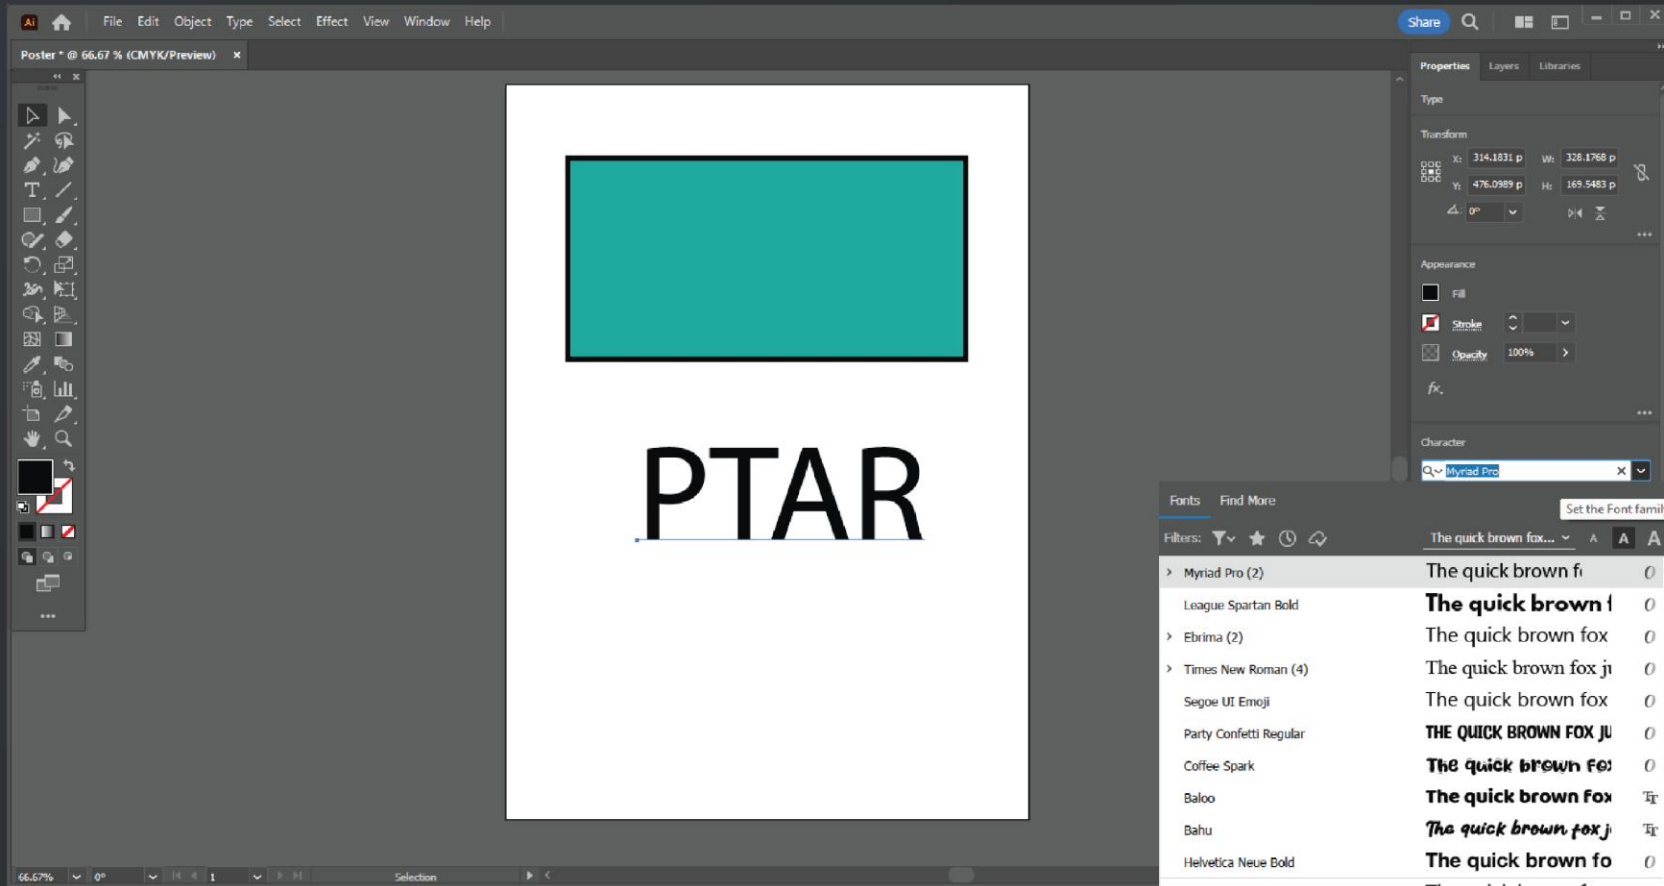 Ai File Edit Object Type Select Effect View Window Help Share
Poster * @ 66.67 % (CMYK/Preview) ×
Properties Layers Libraries
Type
Transform
X: 314.1831 p W: 328.1768 p
Y: 476.0989 p H: 169.5483 p
0°
Appearance
Fill
Stroke
Opacity 100%
fx.
Character
Myriad Pro
PTAR
Fonts Find More
Set the Font famil
Filters: The quick brown fox... A A A
Myriad Pro (2) The quick brown f
League Spartan Bold The quick brown f
Ebrima (2) The quick brown fox
Times New Roman (4) The quick brown fox ju
Segoe UI Emoji The quick brown fox
Party Confetti Regular THE QUICK BROWN FOX JU
Coffee Spark The quick brown fox
Baloo The quick brown fox
Bahu The quick brown fox j
Helvetica Neue Bold The quick brown fo
66.67% 0° 1 Selection